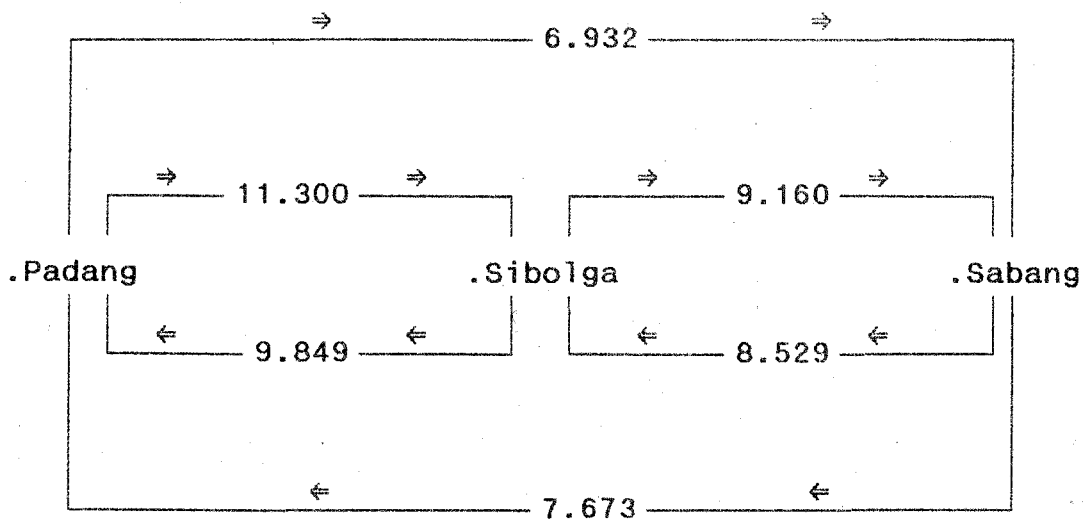 ⇒ ⇒
6.932
⇒ ⇒ ⇒ ⇒
11.300 9.160
.Padang .Sibolga .Sabang
⇐ ⇐ ⇐ ⇐
9.849 8.529
⇐ ⇐
7.673